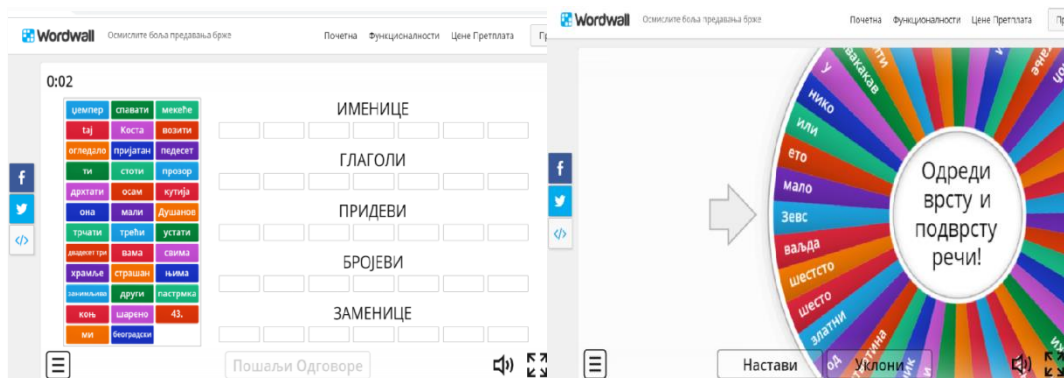 Wordwall Осмислите боља предавања брже Почетна Функционалности Цене Претплата
0:02
џемпер спавати мекеће
taj Коста возити
огледало пријатан педесет
ти стоти прозор
дрхтати осам кутија
она мали Душанов
трчати трећи устати
двадесет три вама свима
храмље страшан њима
занимљива други пастрмка
коњ шарено 43.
ми београдски
ИМЕНИЦЕ
ГЛАГОЛИ
ПРИДЕВИ
БРОЈЕВИ
ЗАМЕНИЦЕ
Пошаљи Одговоре
Wordwall Осмислите боља предавања брже Почетна Функционалности Цене Претплата
у
нико
или
ето
мало
Зевс
ваљда
шестсто
шесто
златни
од
Одреди
врсту и
подврсту
речи!
Настави Уклони